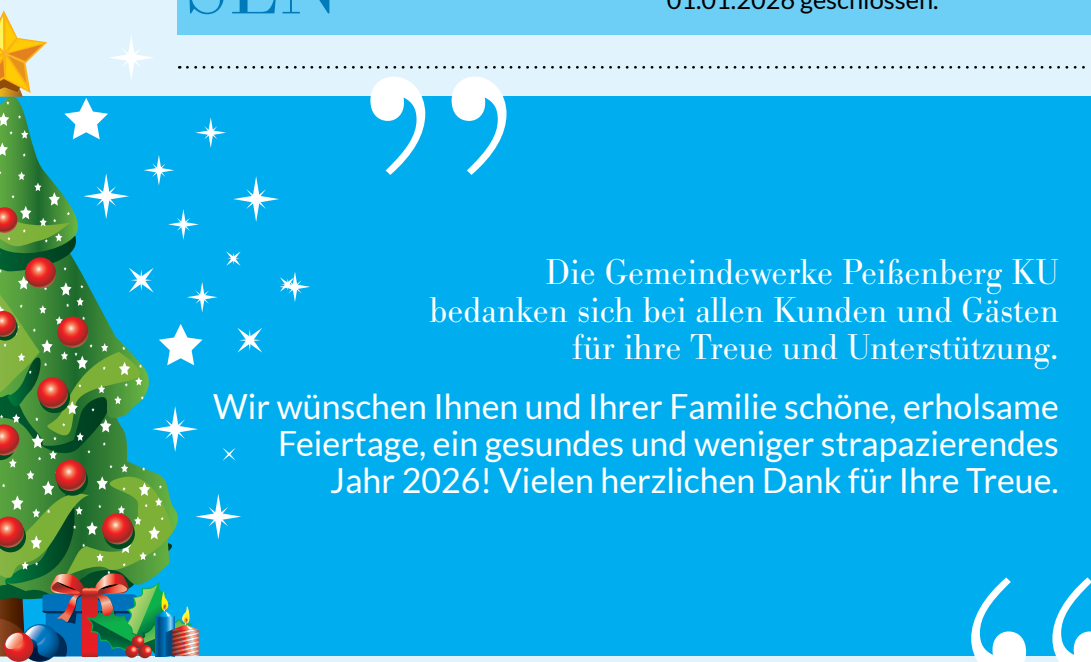 SEN
01.01.2026 geschlossen.
Die Gemeindewerke Peißenberg KU
bedanken sich bei allen Kunden und Gästen
für ihre Treue und Unterstützung.
Wir wünschen Ihnen und Ihrer Familie schöne, erholsame
Feiertage, ein gesundes und weniger strapazierendes
Jahr 2026! Vielen herzlichen Dank für Ihre Treue.